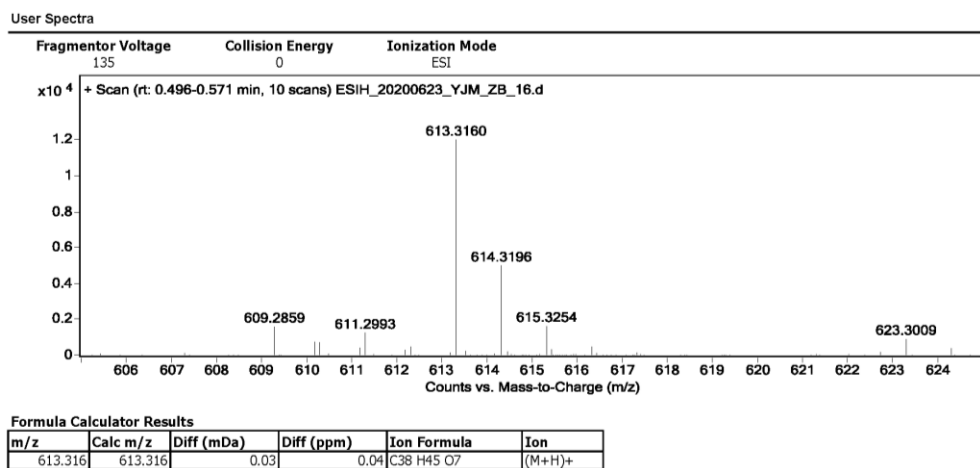 User Spectra
Fragmentor Voltage Collision Energy Ionization Mode
135 0 ESI
x10 4 + Scan (rt: 0.496-0.571 min, 10 scans) ESIH_20200623_YJM_ZB_16.d
1.2
1
0.8
0.6
0.4
0.2
0
613.3160
614.3196
609.2859
611.2993
615.3254
623.3009
606 607 608 609 610 611 612 613 614 615 616 617 618 619 620 621 622 623 624
Counts vs. Mass-to-Charge (m/z)
Formula Calculator Results
m/z Calc m/z Diff (mDa) Diff (ppm) Ion Formula Ion
613.316 613.316 0.03 0.04 C38 H45 O7 (M+H)+